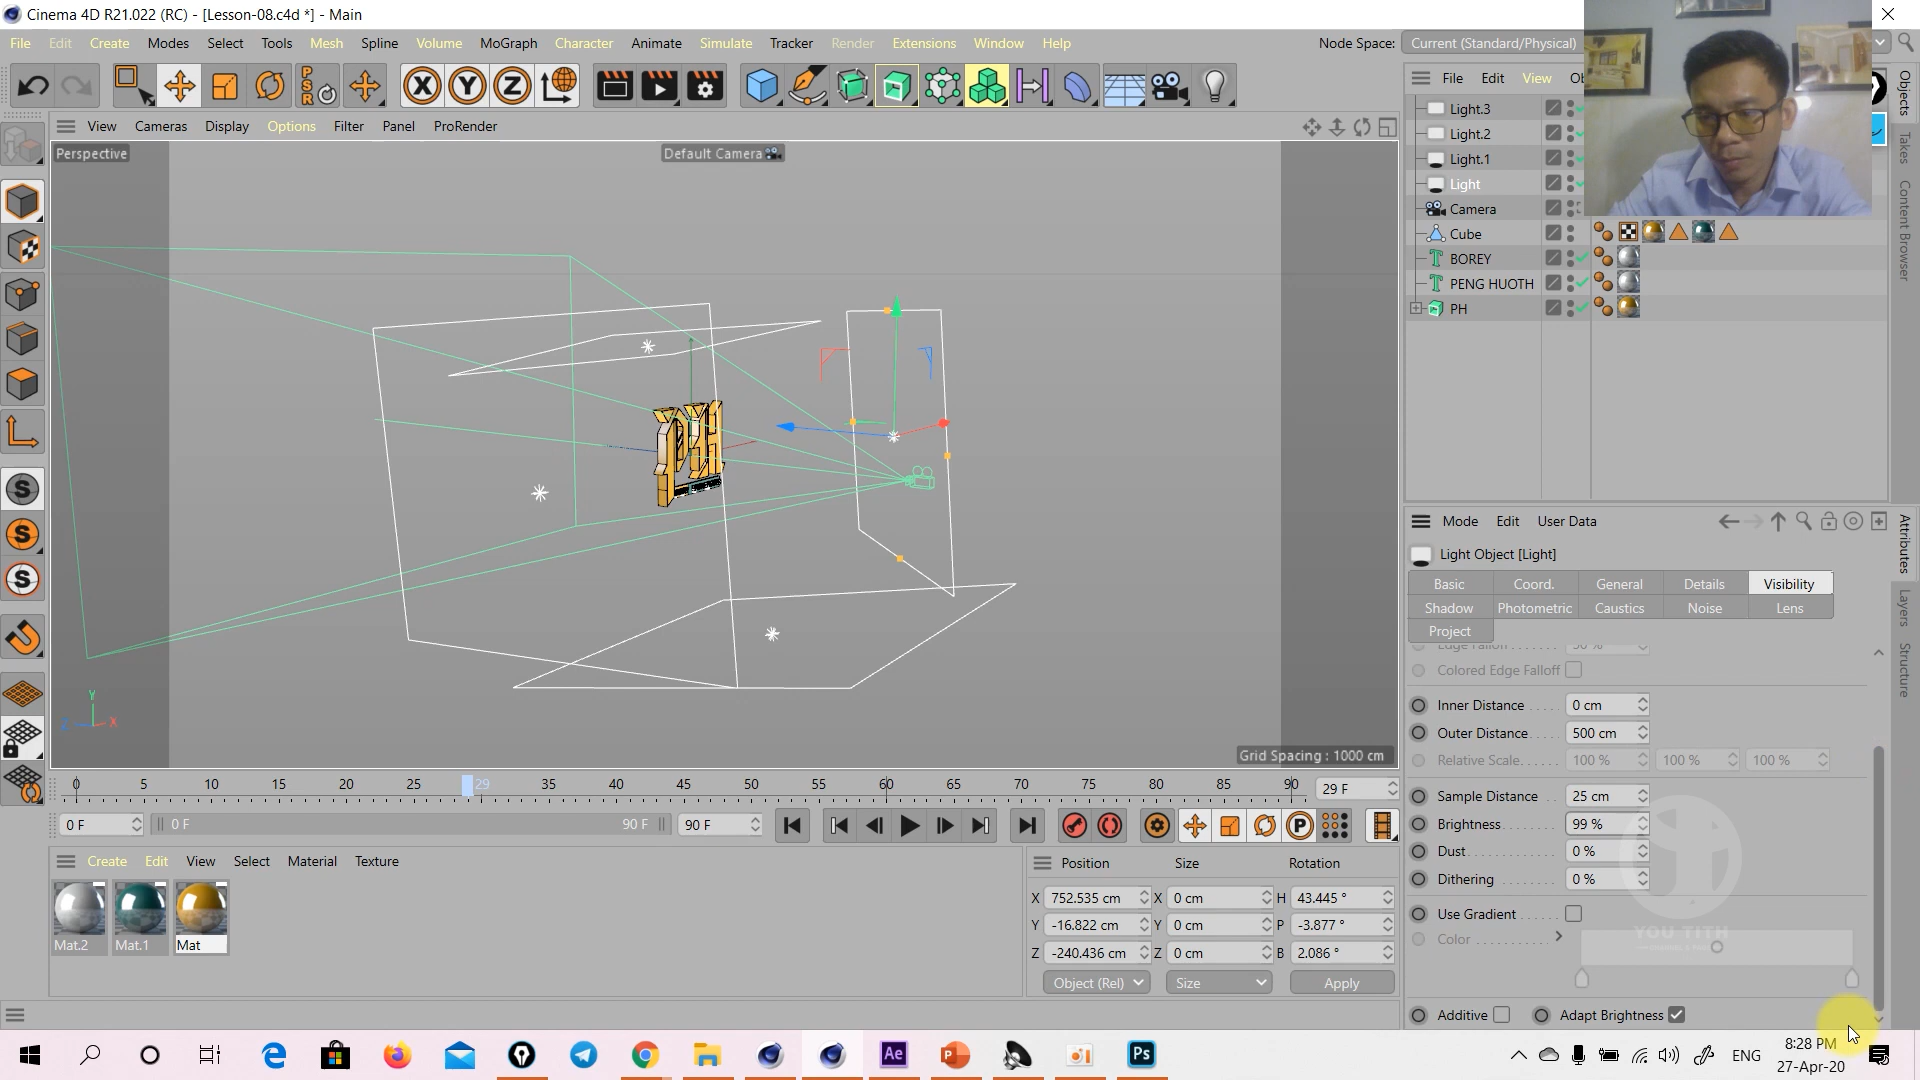 Cinema 4D R21.022 (RC) - [Lesson-08.c4d *] - Main
File Edit Create Modes Select Tools Mesh Spline Volume MoGraph Character Animate Simulate Tracker Render Extensions Window Help
Node Space: Current (Standard/Physical)
File Edit View
View Cameras Display Options Filter Panel ProRender
Perspective
Default Camera
Light.3
Light.2
Light.1
Light
Camera
Cube
BOREY
PENG HUOTH
PH
Objects
Takes
Content Browser
Mode Edit User Data
Light Object [Light]
Basic Coord. General Details Visibility
Shadow Photometric Caustics Noise Lens
Project
Colored Edge Falloff
Inner Distance 0 cm
Outer Distance 500 cm
Relative Scale 100 % 100 % 100 %
Sample Distance 25 cm
Brightness 99 %
Dust 0 %
Dithering 0 %
Use Gradient
Color
YOU TITH
Additive Adapt Brightness
Attributes
Layers
Structure
Y
Z X
Grid Spacing : 1000 cm
0 5 10 15 20 25 29 35 40 45 50 55 60 65 70 75 80 85 90 29 F
0 F 0 F 90 F 90 F
Create Edit View Select Material Texture
Mat.2 Mat.1 Mat
Position Size Rotation
X 752.535 cm X 0 cm H 43.445 °
Y -16.822 cm Y 0 cm P -3.877 °
Z -240.436 cm Z 0 cm B 2.086 °
Object (Rel) Size Apply
ENG
8:28 PM
27-Apr-20